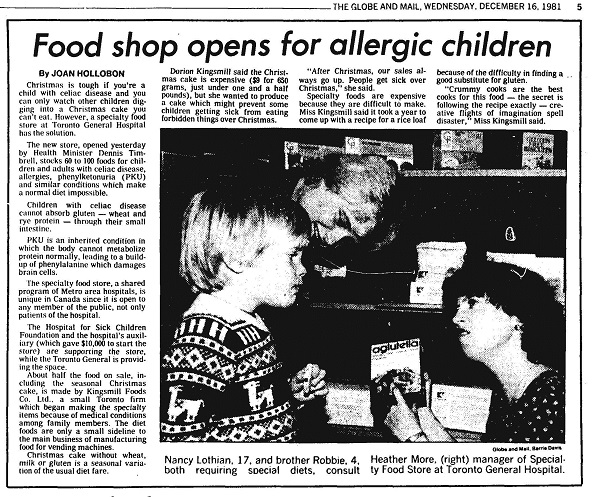 THE GLOBE AND MAIL, WEDNESDAY, DECEMBER 16, 1981 5
Food shop opens for allergic children
By JOAN HOLLOBON
Christmas is tough if you're a
child with celiac disease and you
can only watch other children dig-
ging into a Christmas cake you
can't eat. However, a specialty food
store at Toronto General Hospital
has the solution.
The new store, opened yesterday
by Health Minister Dennis Tim-
brell, stocks 60 to 100 foods for chil-
dren and adults with celiac disease,
allergies, phenylketonuria (PKU)
and similar conditions which make
a normal diet impossible.
Children with celiac disease
cannot absorb gluten — wheat and
rye protein — through their small
intestine.
PKU is an inherited condition in
which the body cannot metabolize
protein normally, leading to a build-
up of phenylalanine which damages
brain cells.
The specialty food store, a shared
program of Metro area hospitals, is
unique in Canada since it is open to
any member of the public, not only
patients of the hospital.
The Hospital for Sick Children
Foundation and the hospital's auxil-
iary (which gave $10,000 to start the
store) are supporting the store,
while the Toronto General is provid-
ing the space.
About half the food on sale, in-
cluding the seasonal Christmas
cake, is made by Kingsmill Foods
Co. Ltd., a small Toronto firm
which began making the specialty
items because of medical conditions
among family members. The diet
foods are only a small sideline to
the main business of manufacturing
food for vending machines.
Christmas cake without wheat,
milk or gluten is a seasonal varia-
tion of the usual diet fare.
Dorion Kingsmill said the Christ-
mas cake is expensive ($9 for 650
grams, just under one and a half
pounds), but she wanted to produce
a cake which might prevent some
children getting sick from eating
forbidden things over Christmas.
"After Christmas, our sales al-
ways go up. People get sick over
Christmas," she said.
Specialty foods are expensive
because they are difficult to make.
Miss Kingsmill said it took a year to
come up with a recipe for a rice loaf
because of the difficulty in finding a
good substitute for gluten.
"Crummy cooks are the best
cooks for this food — the secret is
following the recipe exactly — cre-
ative flights of imagination spell
disaster," Miss Kingsmill said.
aglutella
Globe and Mail, Barrie Davis
Nancy Lothian, 17, and brother Robbie, 4,
both requiring special diets, consult
Heather More, (right) manager of Special-
ty Food Store at Toronto General Hospital.